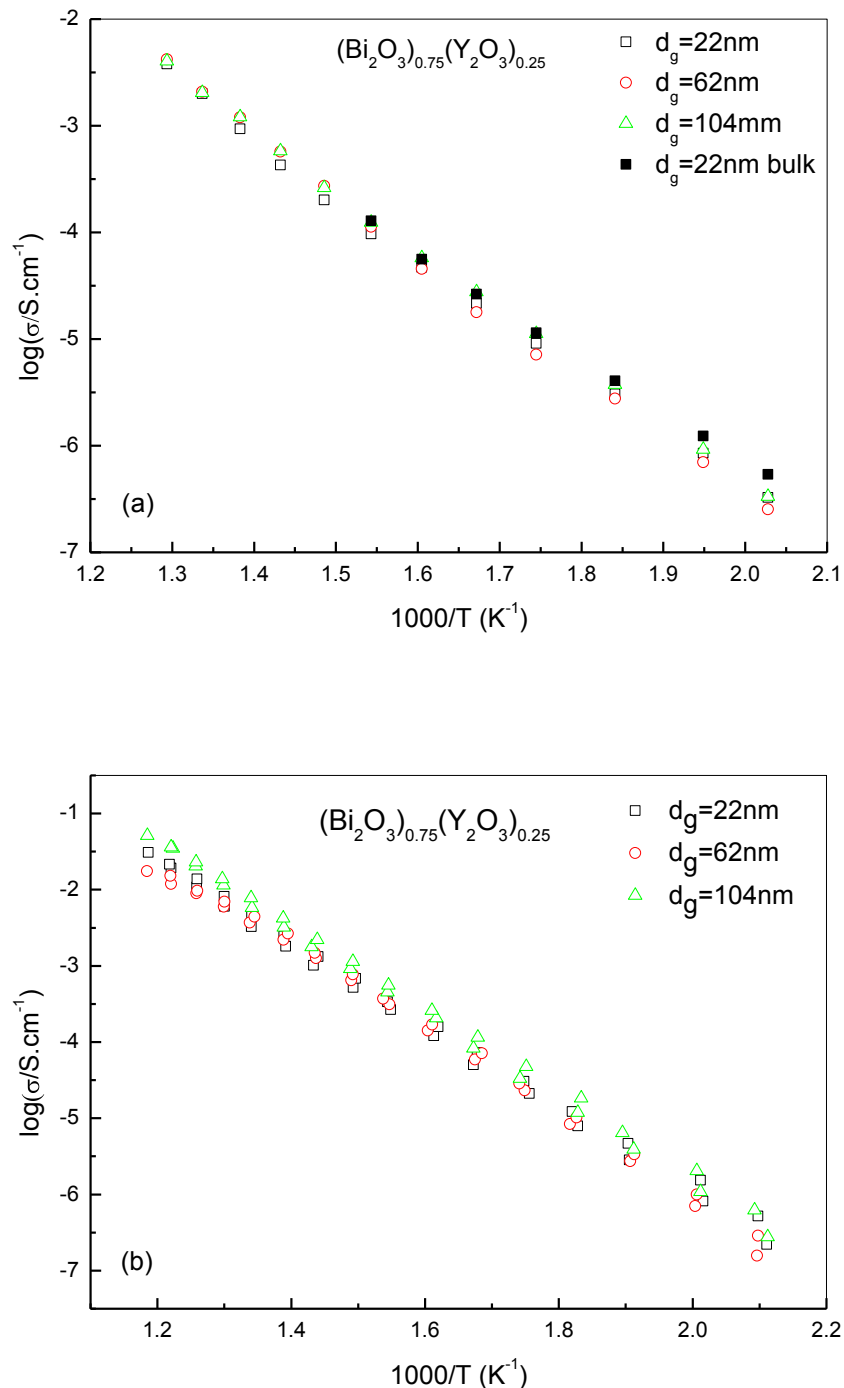 (Bi₂O₃)₀.₇₅(Y₂O₃)₀.₂₅
d_g=22nm
d_g=62nm
d_g=104mm
d_g=22nm bulk
-2
-3
-4
-5
-6
-7
log(σ/S.cm⁻¹)
(a)
1.2 1.3 1.4 1.5 1.6 1.7 1.8 1.9 2.0 2.1
1000/T (K⁻¹)
(Bi₂O₃)₀.₇₅(Y₂O₃)₀.₂₅
dg=22nm
dg=62nm
dg=104nm
-1
-2
-3
-4
-5
-6
-7
log(σ/S.cm⁻¹)
(b)
1.2 1.4 1.6 1.8 2.0 2.2
1000/T (K⁻¹)